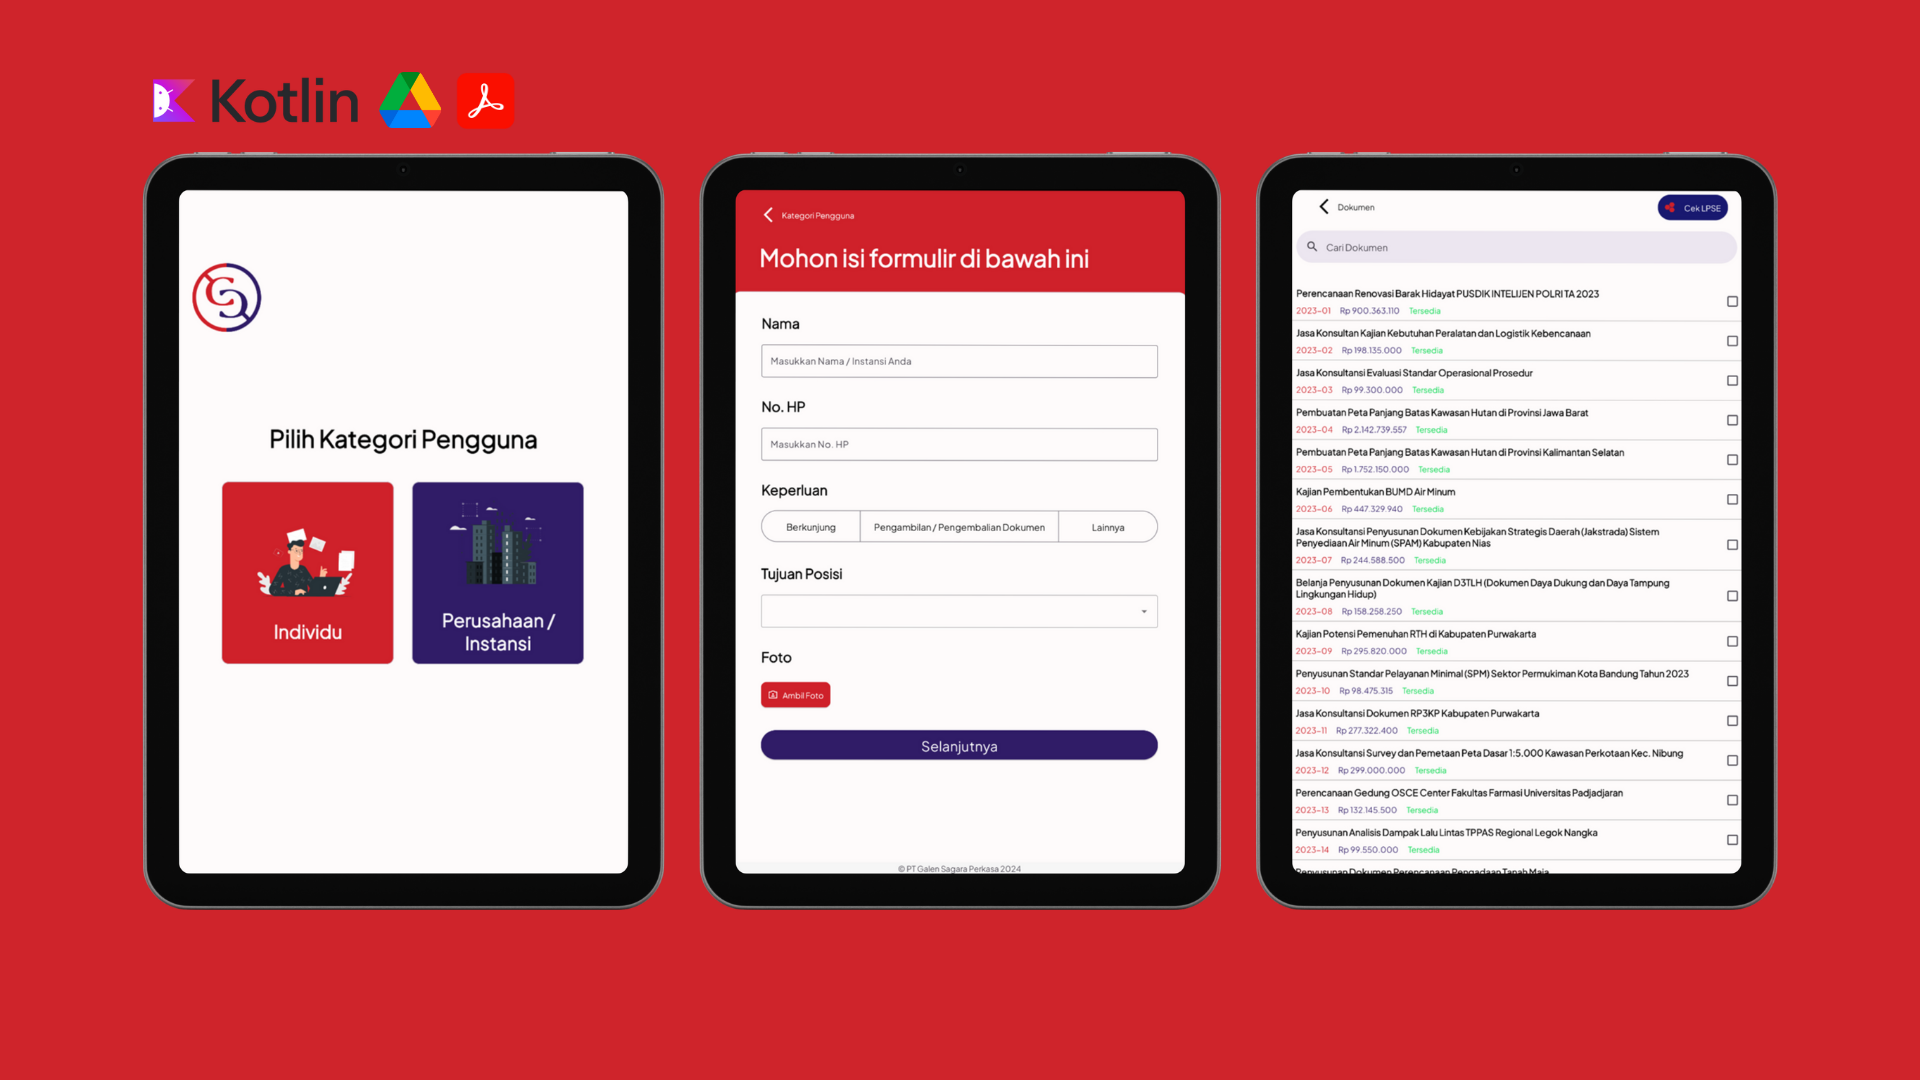 Kotlin
Pilih Kategori Pengguna
Individu
Perusahaan /
Instansi
Kategori Pengguna
Mohon isi formulir di bawah ini
Nama
Masukkan Nama / Instansi Anda
No. HP
Masukkan No. HP
Keperluan
Berkunjung
Pengambilan / Pengembalian Dokumen
Lainnya
Tujuan Posisi
Foto
Ambil Foto
Selanjutnya
© PT Galen Sagara Perkasa 2024
Dokumen
Cek LPSE
Cari Dokumen
Perencanaan Renovasi Barak Hidayat PUSDIK INTELIJEN POLRI TA 2023
2023-01 Rp 900.363.110 Tersedia
Jasa Konsultan Kajian Kebutuhan Peralatan dan Logistik Kebencanaan
2023-02 Rp 198.135.000 Tersedia
Jasa Konsultansi Evaluasi Standar Operasional Prosedur
2023-03 Rp 99.300.000 Tersedia
Pembuatan Peta Panjang Batas Kawasan Hutan di Provinsi Jawa Barat
2023-04 Rp 2.142.739.557 Tersedia
Pembuatan Peta Panjang Batas Kawasan Hutan di Provinsi Kalimantan Selatan
2023-05 Rp 1.752.150.000 Tersedia
Kajian Pembentukan BUMD Air Minum
2023-06 Rp 447.329.940 Tersedia
Jasa Konsultansi Penyusunan Dokumen Kebijakan Strategis Daerah (Jakstrada) Sistem
Penyediaan Air Minum (SPAM) Kabupaten Nias
2023-07 Rp 244.588.500 Tersedia
Belanja Penyusunan Dokumen Kajian D3TLH (Dokumen Daya Dukung dan Daya Tampung
Lingkungan Hidup)
2023-08 Rp 158.258.250 Tersedia
Kajian Potensi Pemenuhan RTH di Kabupaten Purwakarta
2023-09 Rp 295.820.000 Tersedia
Penyusunan Standar Pelayanan Minimal (SPM) Sektor Permukiman Kota Bandung Tahun 2023
2023-10 Rp 98.475.315 Tersedia
Jasa Konsultansi Dokumen RP3KP Kabupaten Purwakarta
2023-11 Rp 277.322.400 Tersedia
Jasa Konsultansi Survey dan Pemetaan Peta Dasar 1:5.000 Kawasan Perkotaan Kec. Nibung
2023-12 Rp 299.000.000 Tersedia
Perencanaan Gedung OSCE Center Fakultas Farmasi Universitas Padjadjaran
2023-13 Rp 132.145.500 Tersedia
Penyusunan Analisis Dampak Lalu Lintas TPPAS Regional Legok Nangka
2023-14 Rp 99.550.000 Tersedia
Penyusunan Dokumen Perencanaan Pengadaan Tanah Maja